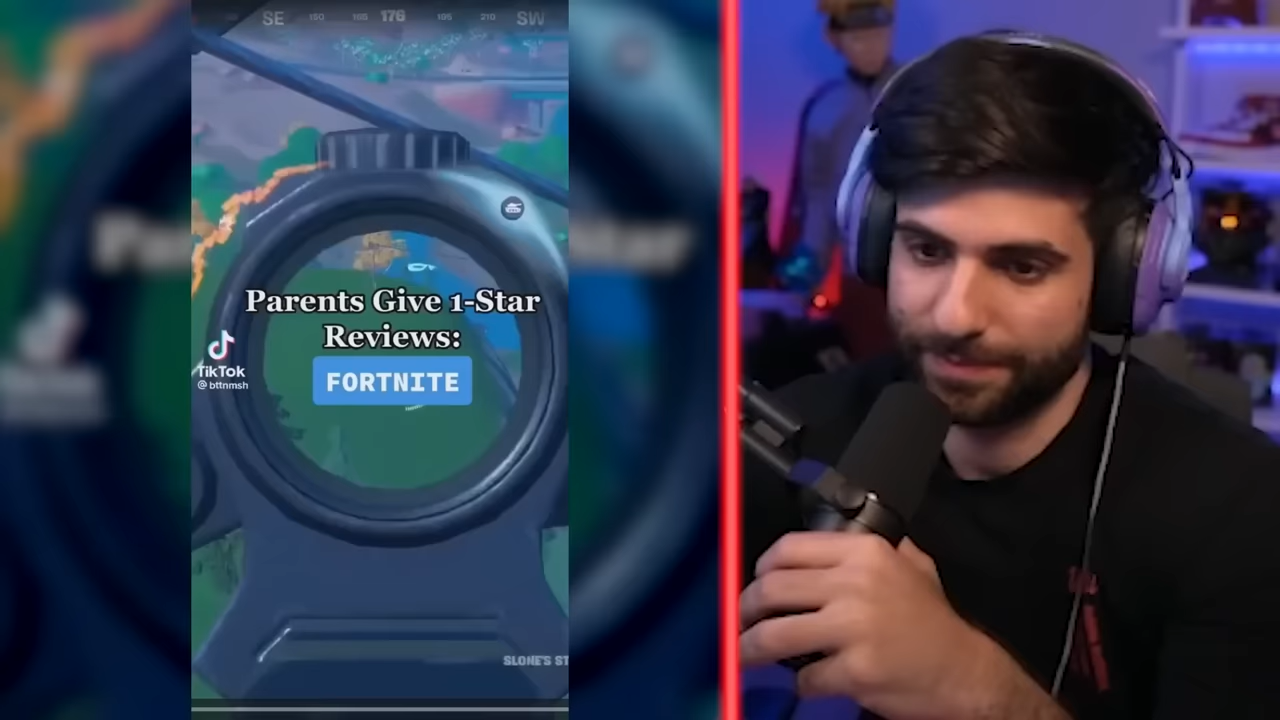 SE 150 165 176 195 210 SW
Parents Give 1-Star
Reviews:
FORTNITE
TikTok
@bttnmsh
SLONE'S ST